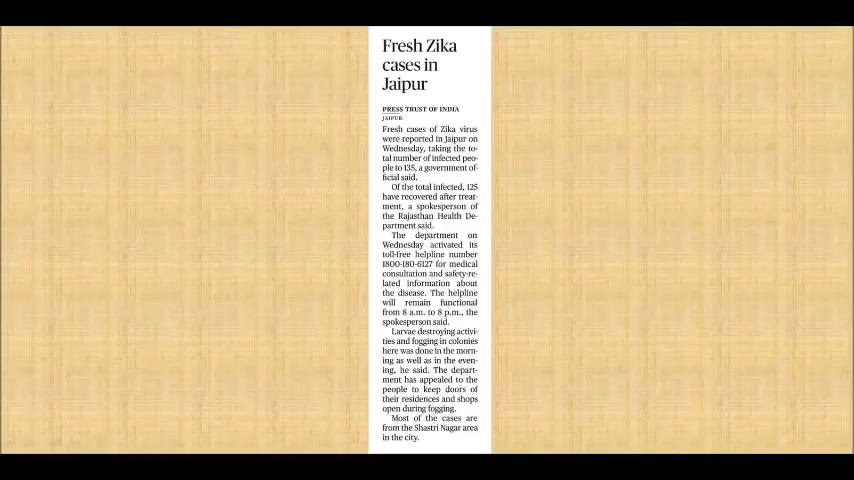 Fresh Zika
cases in
Jaipur
PRESS TRUST OF INDIA
JAIPUR
Fresh cases of Zika virus
were reported in Jaipur on
Wednesday, taking the to-
tal number of infected peo-
ple to 135, a government of-
ficial said.
Of the total infected, 125
have recovered after treat-
ment, a spokesperson of
the Rajasthan Health De-
partment said.
The department on
Wednesday activated its
toll-free helpline number
1800-180-6127 for medical
consultation and safety-re-
lated information about
the disease. The helpline
will remain functional
from 8 a.m. to 8 p.m., the
spokesperson said.
Larvae destroying activi-
ties and fogging in colonies
here was done in the morn-
ing as well as in the even-
ing, he said. The depart-
ment has appealed to the
people to keep doors of
their residences and shops
open during fogging.
Most of the cases are
from the Shastri Nagar area
in the city.